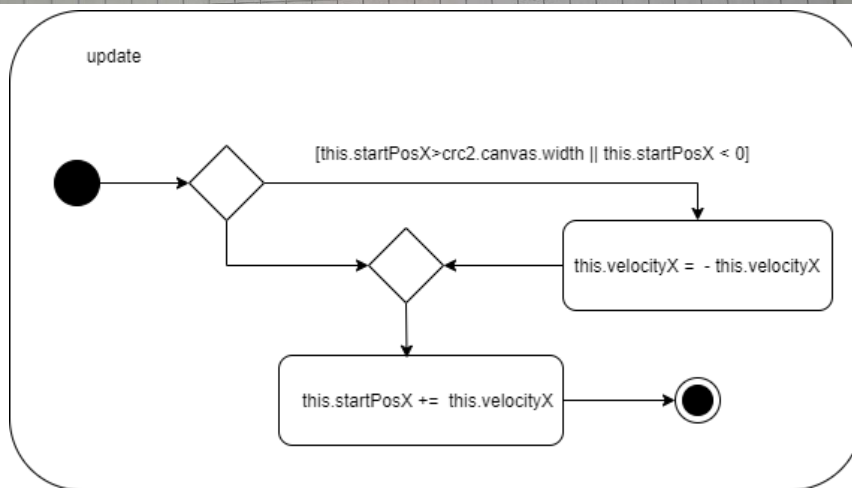 update
[this.startPosX>crc2.canvas.width || this.startPosX < 0]
this.velocityX =  - this.velocityX
this.startPosX +=  this.velocityX